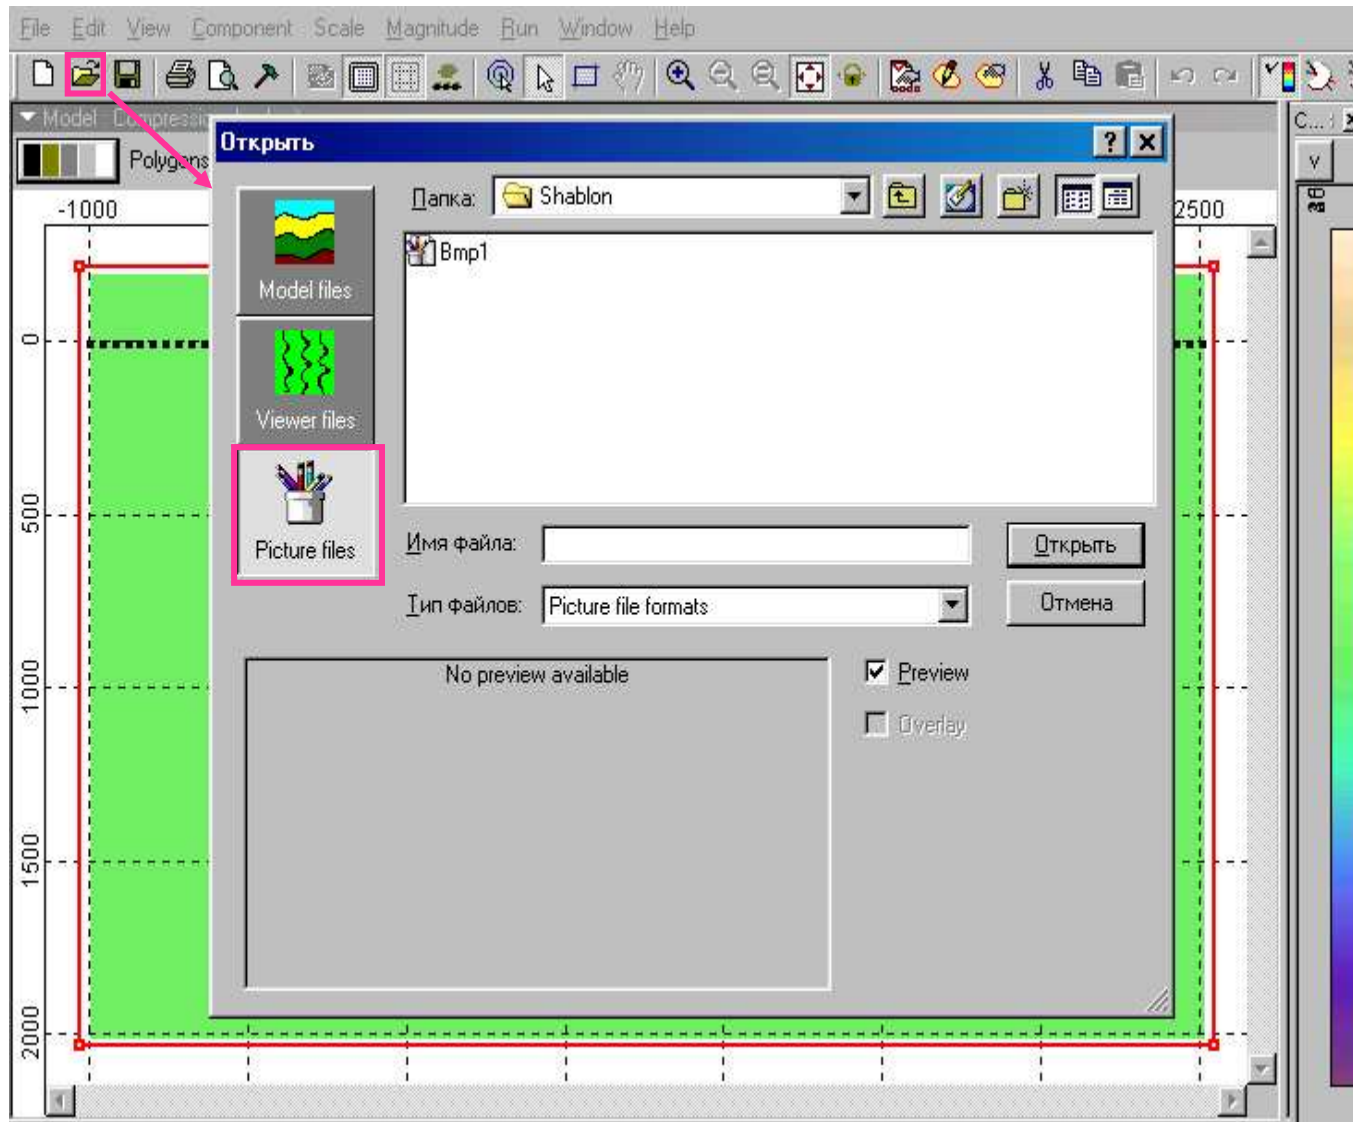 File Edit View Component Scale Magnitude Run Window Help
Model Compressi
Открыть
C...
Polygons
V
Папка: Shablon
-1000
2500
Bmp1
Model files
0
Viewer files
500
Picture files
Имя файла:
Открыть
Тип файлов: Picture file formats
Отмена
No preview available
Preview
1000
Overlay
1500
2000